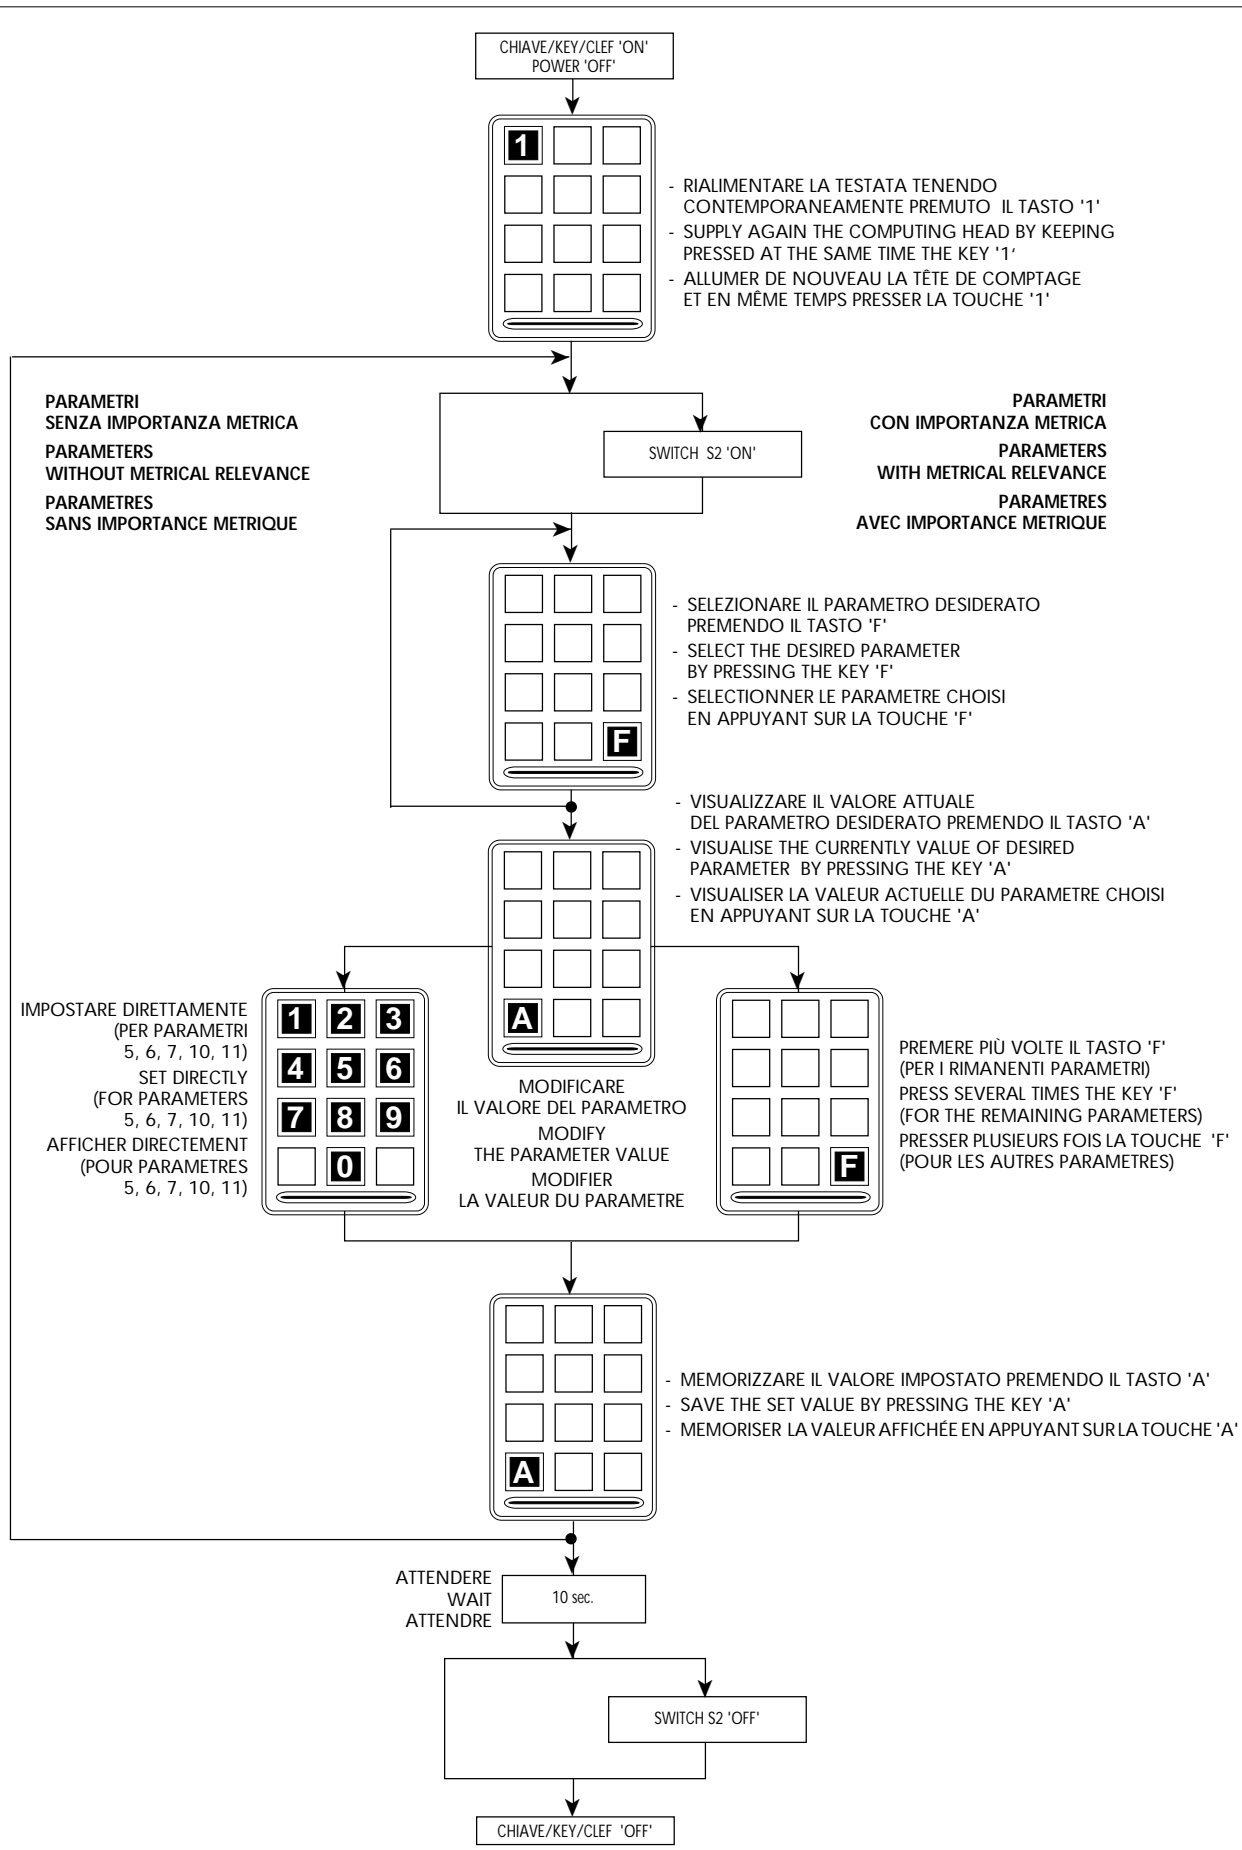 CHIAVE/KEY/CLEF 'ON'
POWER 'OFF'
1
- RIALIMENTARE LA TESTATA TENENDO
CONTEMPORANEAMENTE PREMUTO IL TASTO '1'
- SUPPLY AGAIN THE COMPUTING HEAD BY KEEPING
PRESSED AT THE SAME TIME THE KEY '1‘
- ALLUMER DE NOUVEAU LA TÊTE DE COMPTAGE
ET EN MÊME TEMPS PRESSER LA TOUCHE '1'
PARAMETRI
SENZA IMPORTANZA METRICA
PARAMETERS
WITHOUT METRICAL RELEVANCE
PARAMETRES
SANS IMPORTANCE METRIQUE
SWITCH S2 'ON'
PARAMETRI
CON IMPORTANZA METRICA
PARAMETERS
WITH METRICAL RELEVANCE
PARAMETRES
AVEC IMPORTANCE METRIQUE
- SELEZIONARE IL PARAMETRO DESIDERATO
PREMENDO IL TASTO 'F'
- SELECT THE DESIRED PARAMETER
BY PRESSING THE KEY 'F'
- SELECTIONNER LE PARAMETRE CHOISI
EN APPUYANT SUR LA TOUCHE 'F'
F
- VISUALIZZARE IL VALORE ATTUALE
DEL PARAMETRO DESIDERATO PREMENDO IL TASTO 'A'
- VISUALISE THE CURRENTLY VALUE OF DESIRED
PARAMETER BY PRESSING THE KEY 'A'
- VISUALISER LA VALEUR ACTUELLE DU PARAMETRE CHOISI
EN APPUYANT SUR LA TOUCHE 'A'
A
IMPOSTARE DIRETTAMENTE
(PER PARAMETRI
5, 6, 7, 10, 11)
SET DIRECTLY
(FOR PARAMETERS
5, 6, 7, 10, 11)
AFFICHER DIRECTEMENT
(POUR PARAMETRES
5, 6, 7, 10, 11)
1 2 3
4 5 6
7 8 9
0
MODIFICARE
IL VALORE DEL PARAMETRO
MODIFY
THE PARAMETER VALUE
MODIFIER
LA VALEUR DU PARAMETRE
F
PREMERE PIÙ VOLTE IL TASTO 'F'
(PER I RIMANENTI PARAMETRI)
PRESS SEVERAL TIMES THE KEY 'F'
(FOR THE REMAINING PARAMETERS)
PRESSER PLUSIEURS FOIS LA TOUCHE 'F'
(POUR LES AUTRES PARAMETRES)
- MEMORIZZARE IL VALORE IMPOSTATO PREMENDO IL TASTO 'A'
- SAVE THE SET VALUE BY PRESSING THE KEY 'A'
- MEMORISER LA VALEUR AFFICHÉE EN APPUYANT SUR LA TOUCHE 'A'
A
ATTENDERE
WAIT
ATTENDRE
10 sec.
SWITCH S2 'OFF'
CHIAVE/KEY/CLEF 'OFF'